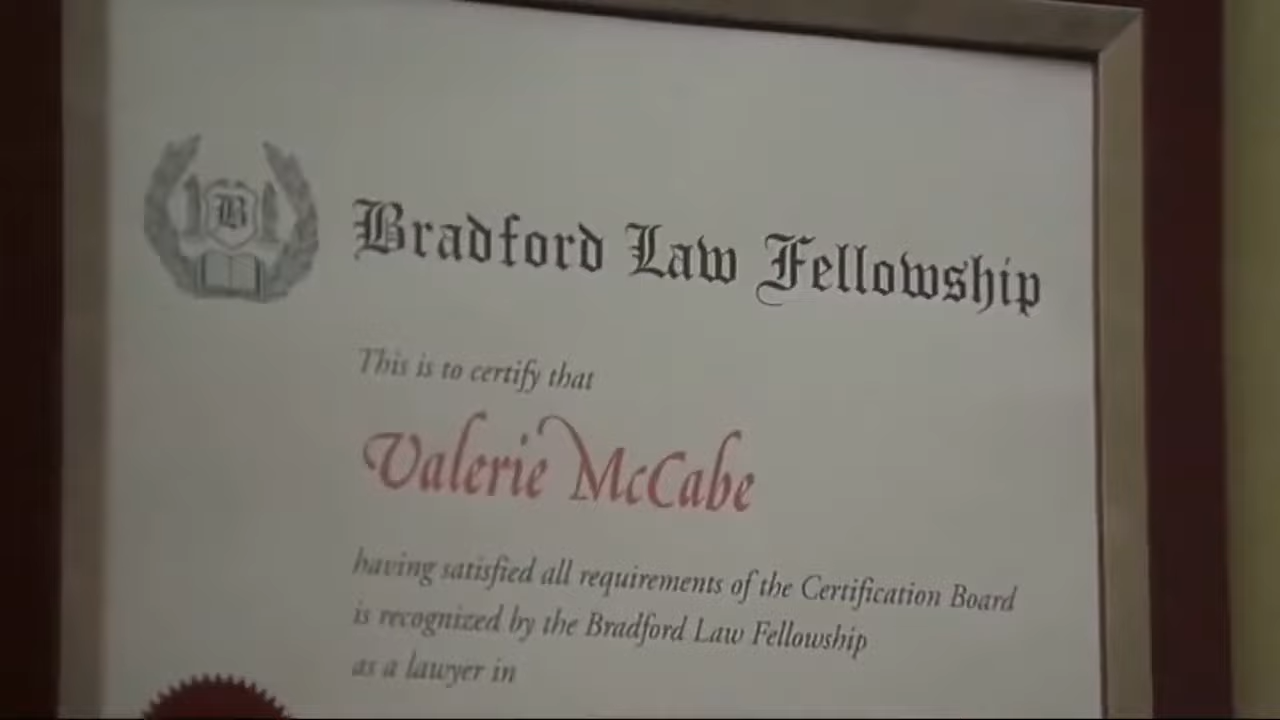 B
Bradford Law Fellowship
This is to certify that
Valerie McCabe
having satisfied all requirements of the Certification Board
is recognized by the Bradford Law Fellowship
as a lawyer in